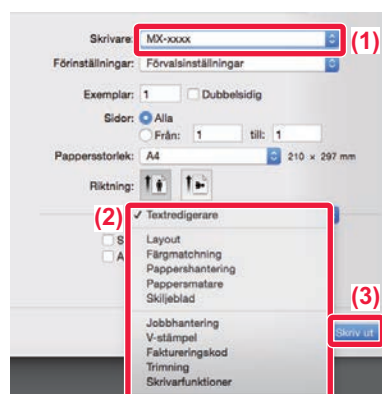 Skrivare: MX-xxxx (1)
Förinställningar: Förvalsinställningar
Exemplar: 1 Dubbelsidig
Sidor: Alla
Från: 1 till: 1
Pappersstorlek: A4 210 x 297 mm
Riktning:
(2) ✓ Textredigerare
S Layout
A Färgmatchning
Pappershantering
Pappersmatare
Skiljeblad
(3)
Jobbhantering
V-stämpel Skriv ut
Faktureringskod
Trimning
Skrivarfunktioner